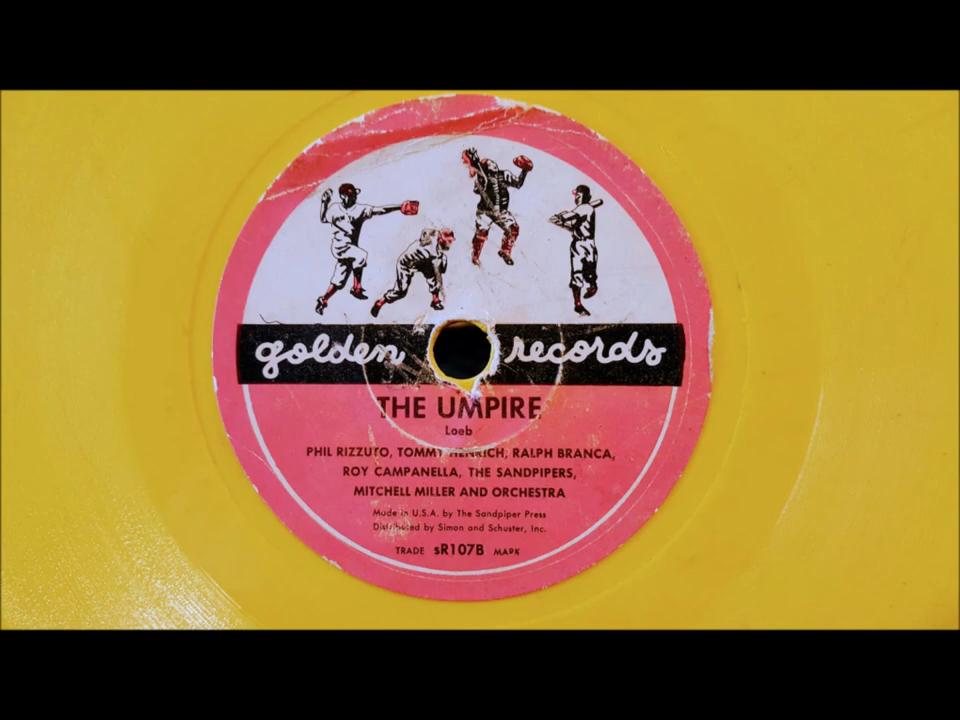 golden records
THE UMPIRE
Loeb
PHIL RIZZUTO, TOMMY HENRICH, RALPH BRANCA,
ROY CAMPANELLA, THE SANDPIPERS,
MITCHELL MILLER AND ORCHESTRA
Made in U.S.A. by The Sandpiper Press
Distributed by Simon and Schuster, Inc.
TRADE sR107B MARK